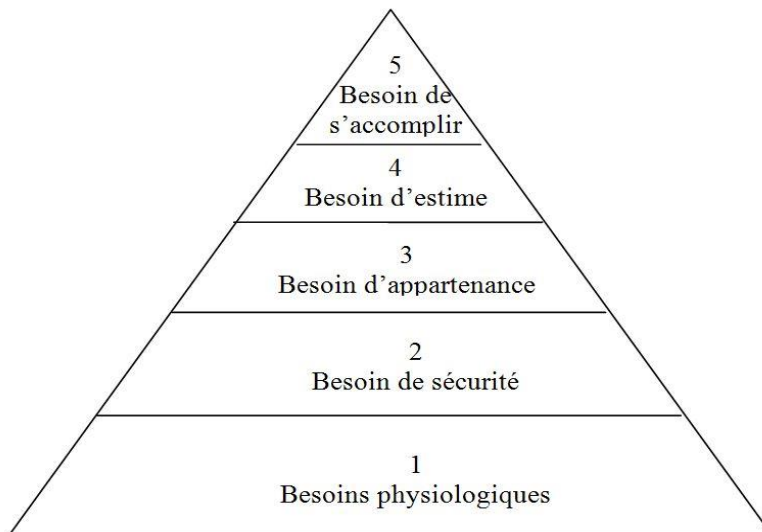 5
Besoin de
s’accomplir
4
Besoin d’estime
3
Besoin d’appartenance
2
Besoin de sécurité
1
Besoins physiologiques